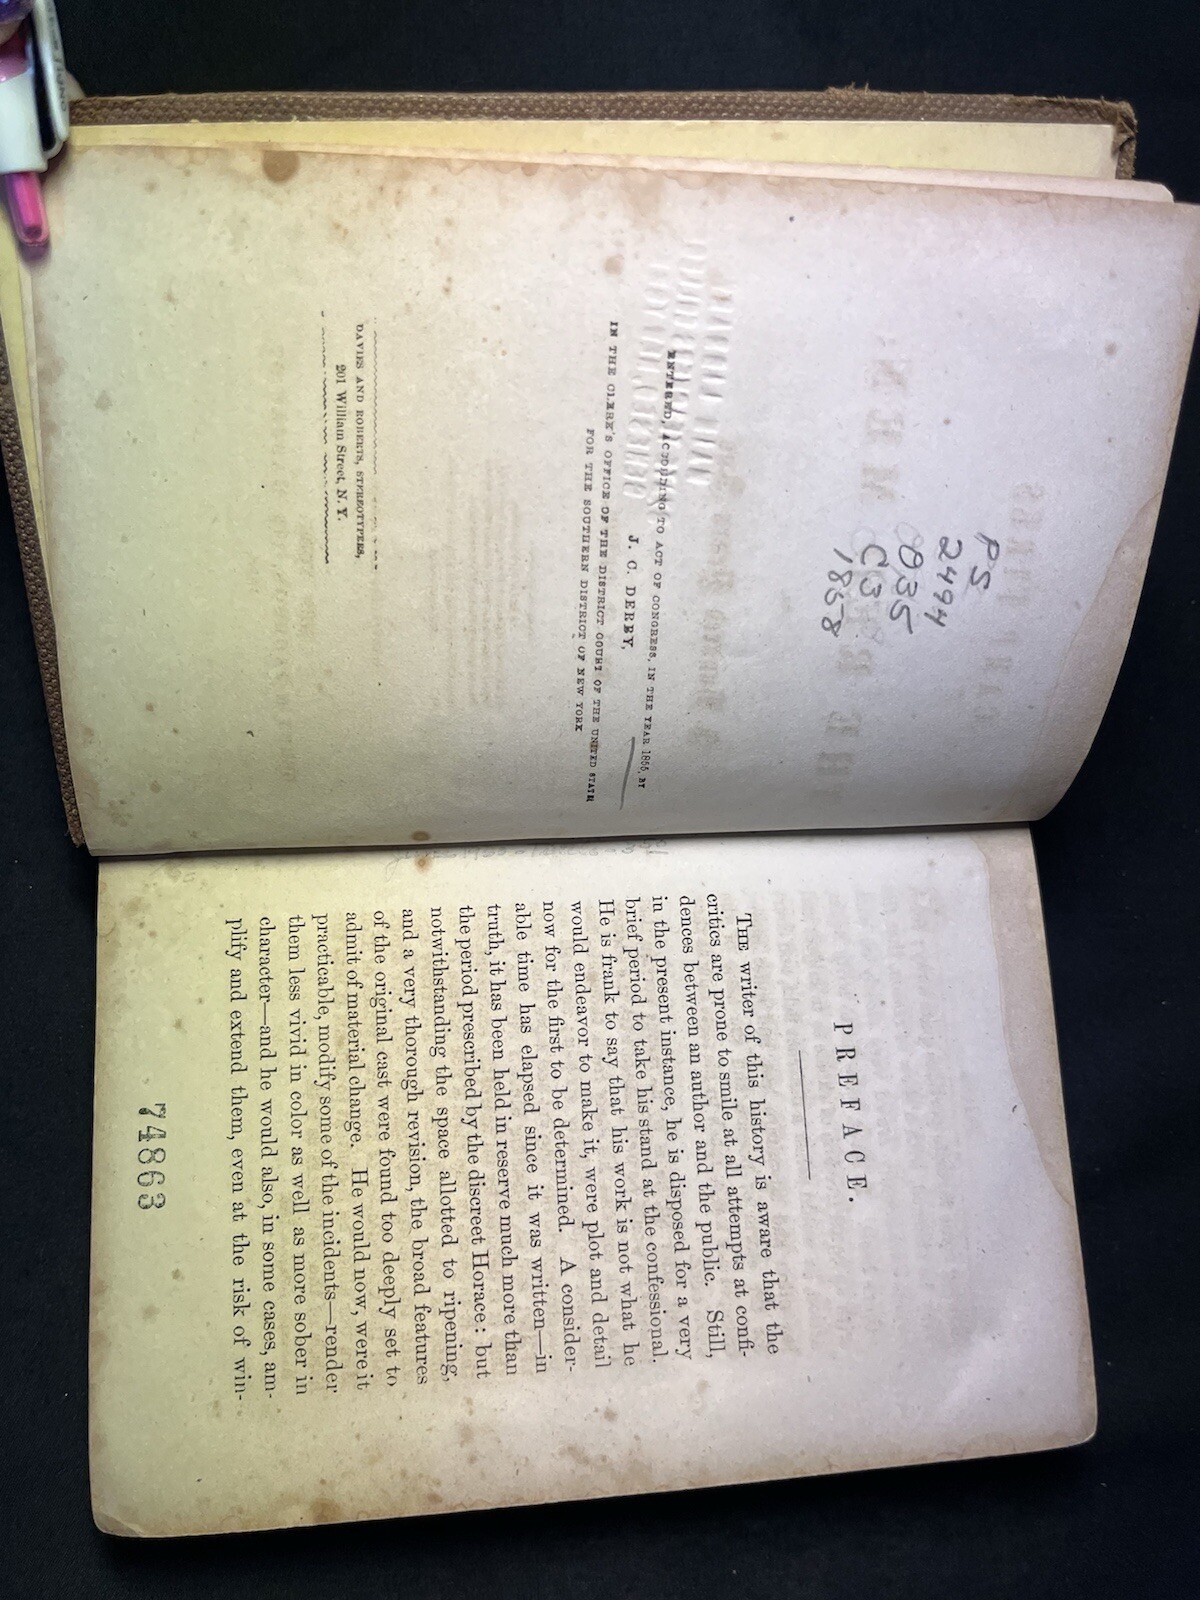 PS
2494
O35
C3
1858
ENTERED, ACCORDING TO ACT OF CONGRESS, IN THE YEAR 1855, BY
J. C. DERBY,
IN THE CLERK'S OFFICE OF THE DISTRICT COURT OF THE UNITED STATES
FOR THE SOUTHERN DISTRICT OF NEW YORK
DAVIES AND ROBERTS, STEREOTYPERS,
201 William Street, N. Y.
PREFACE.
THE writer of this history is aware that the
critics are prone to smile at all attempts at confi-
dences between an author and the public. Still,
in the present instance, he is disposed for a very
brief period to take his stand at the confessional.
He is frank to say that his work is not what he
would endeavor to make it, were plot and detail
now for the first to be determined. A consider-
able time has elapsed since it was written—in
truth, it has been held in reserve much more than
the period prescribed by the discreet Horace: but
notwithstanding the space allotted to ripening,
and a very thorough revision, the broad features
of the original cast were found too deeply set to
admit of material change. He would now, were it
practicable, modify some of the incidents—render
them less vivid in color as well as more sober in
character—and he would also, in some cases, am-
plify and extend them, even at the risk of win-
74863